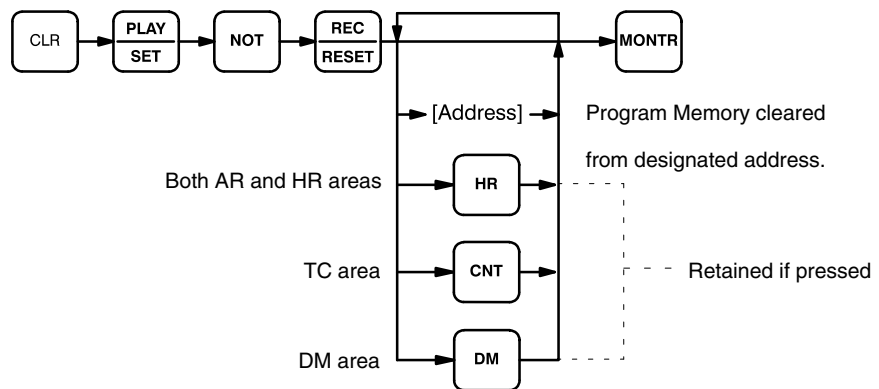 CLR
PLAY
SET
NOT
REC
RESET
MONTR
[Address]
Program Memory cleared
from designated address.
Both AR and HR areas
HR
TC area
CNT
Retained if pressed
DM area
DM